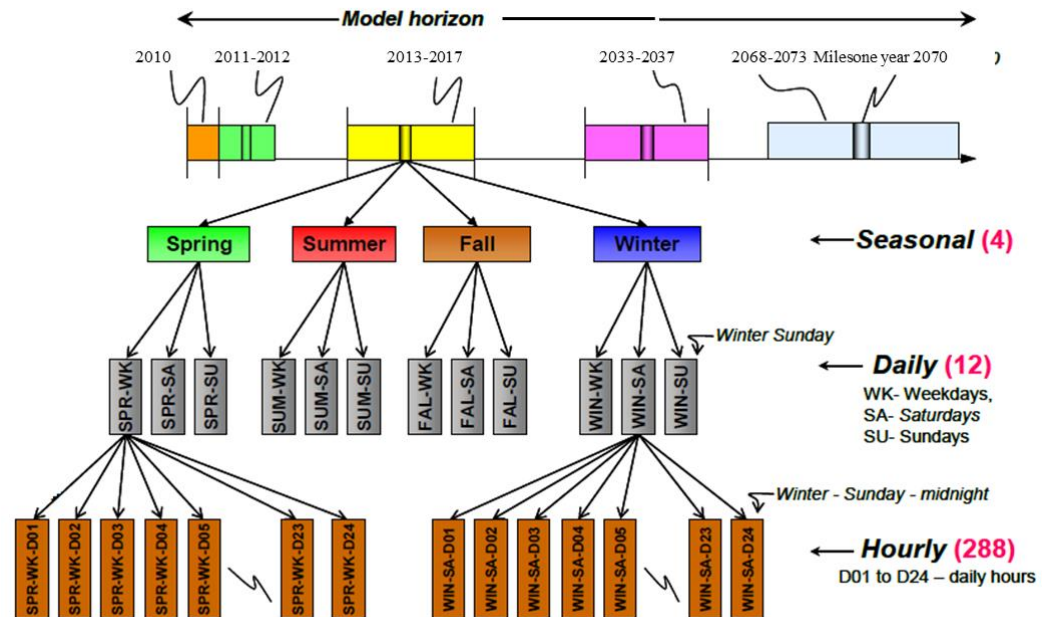 Model horizon
2010
2011-2012
2013-2017
2033-2037
2068-2073 Milesone year 2070
Spring
Summer
Fall
Winter
Seasonal (4)
Winter Sunday
SPR-WK
SPR-SA
SPR-SU
SUM-WK
SUM-SA
SUM-SU
FAL-WK
FAL-SA
FAL-SU
WIN-WK
WIN-SA
WIN-SU
Daily (12)
WK- Weekdays,
SA- Saturdays
SU- Sundays
Winter - Sunday - midnight
SPR-WK-D01
SPR-WK-D02
SPR-WK-D03
SPR-WK-D04
SPR-WK-D05
SPR-WK-D23
SPR-WK-D24
WIN-SA-D01
WIN-SA-D02
WIN-SA-D03
WIN-SA-D04
WIN-SA-D05
WIN-SA-D23
WIN-SA-D24
Hourly (288)
D01 to D24 – daily hours